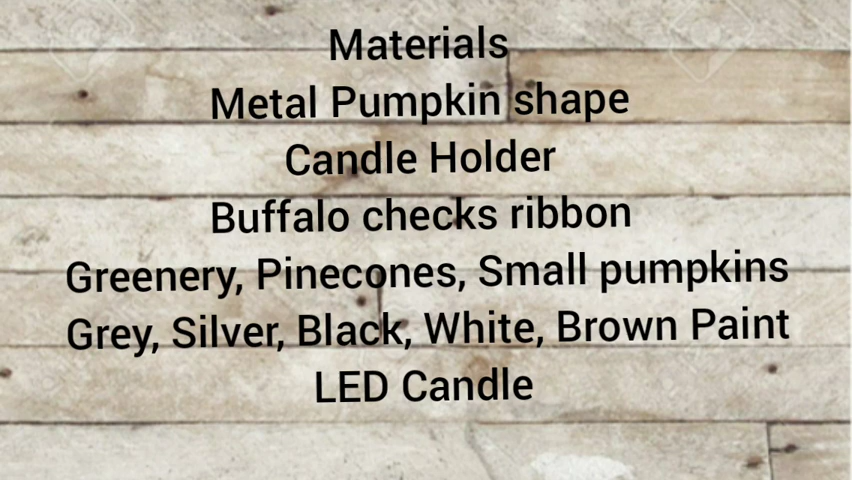 Materials
Metal Pumpkin shape
Candle Holder
Buffalo checks ribbon
Greenery, Pinecones, Small pumpkins
Grey, Silver, Black, White, Brown Paint
LED Candle